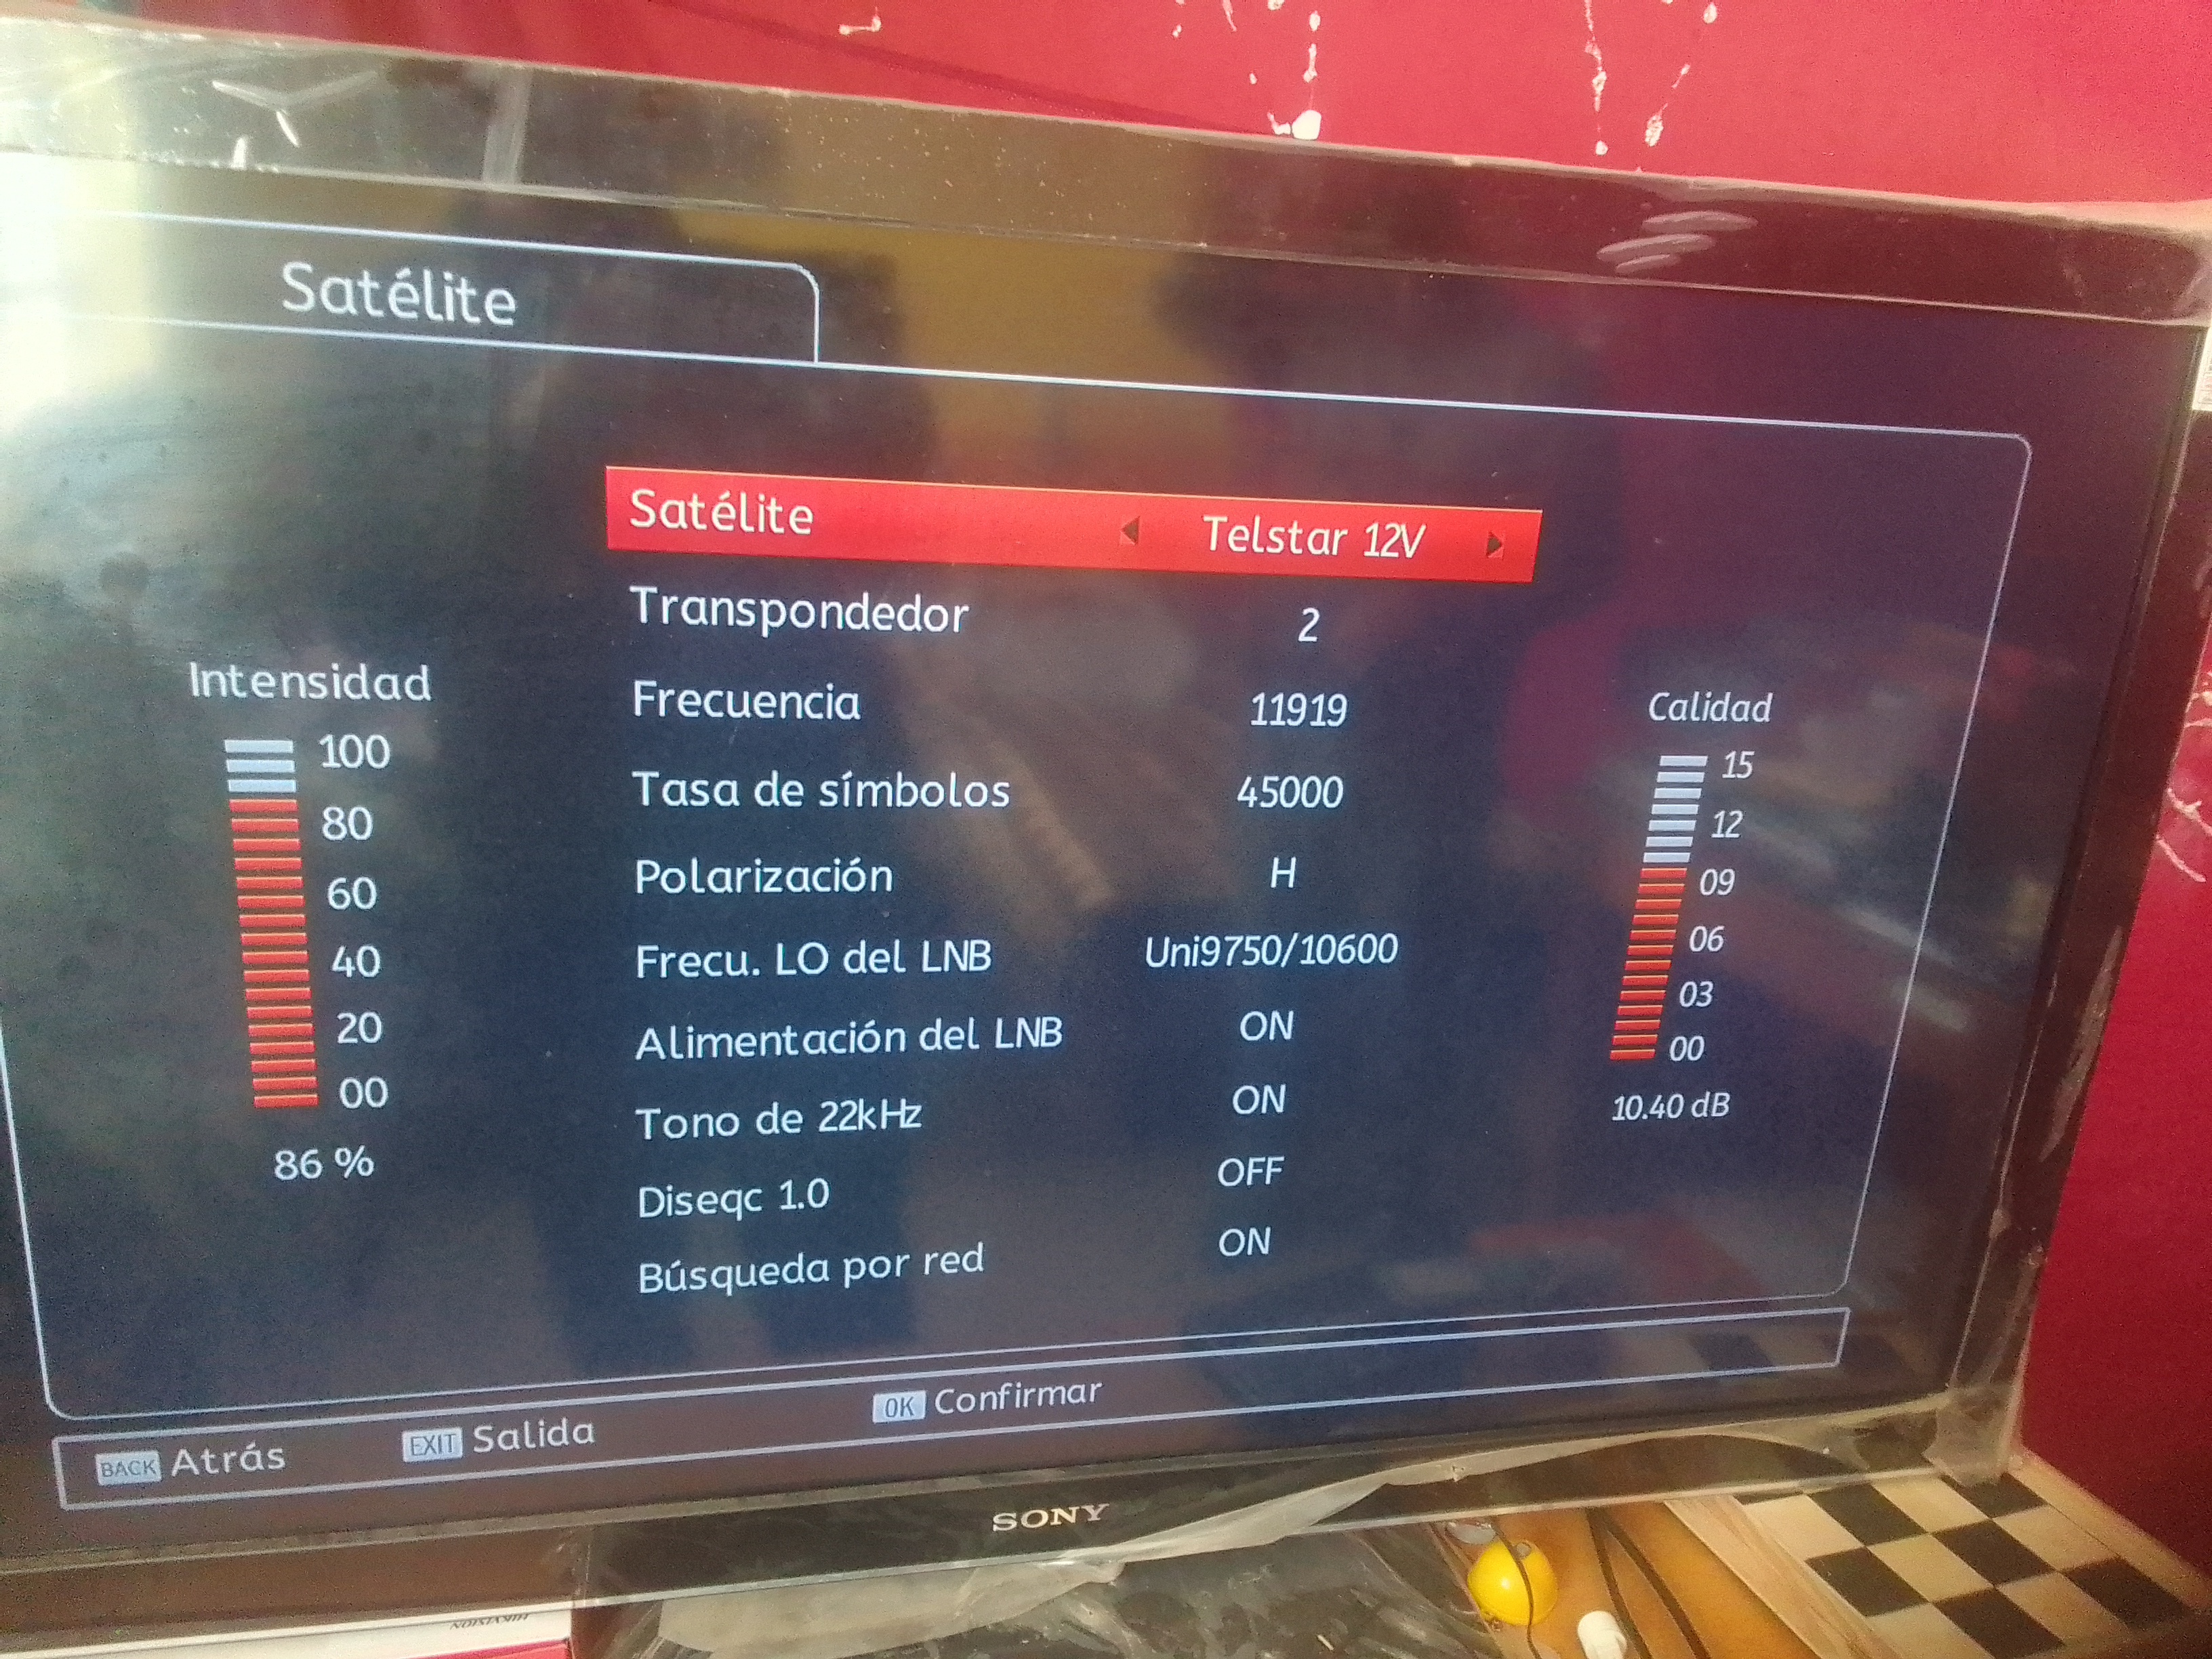 Satélite
Satélite Telstar 12V
Transpondedor 2
Frecuencia 11919
Tasa de símbolos 45000
Polarización H
Frecu. LO del LNB Uni9750/10600
Alimentación del LNB ON
Tono de 22kHz ON
Diseqc 1.0 OFF
Búsqueda por red ON
Intensidad
100
80
60
40
20
00
86 %
Calidad
15
12
09
06
03
00
10.40 dB
BACK Atrás EXIT Salida OK Confirmar
SONY
HIKVISION